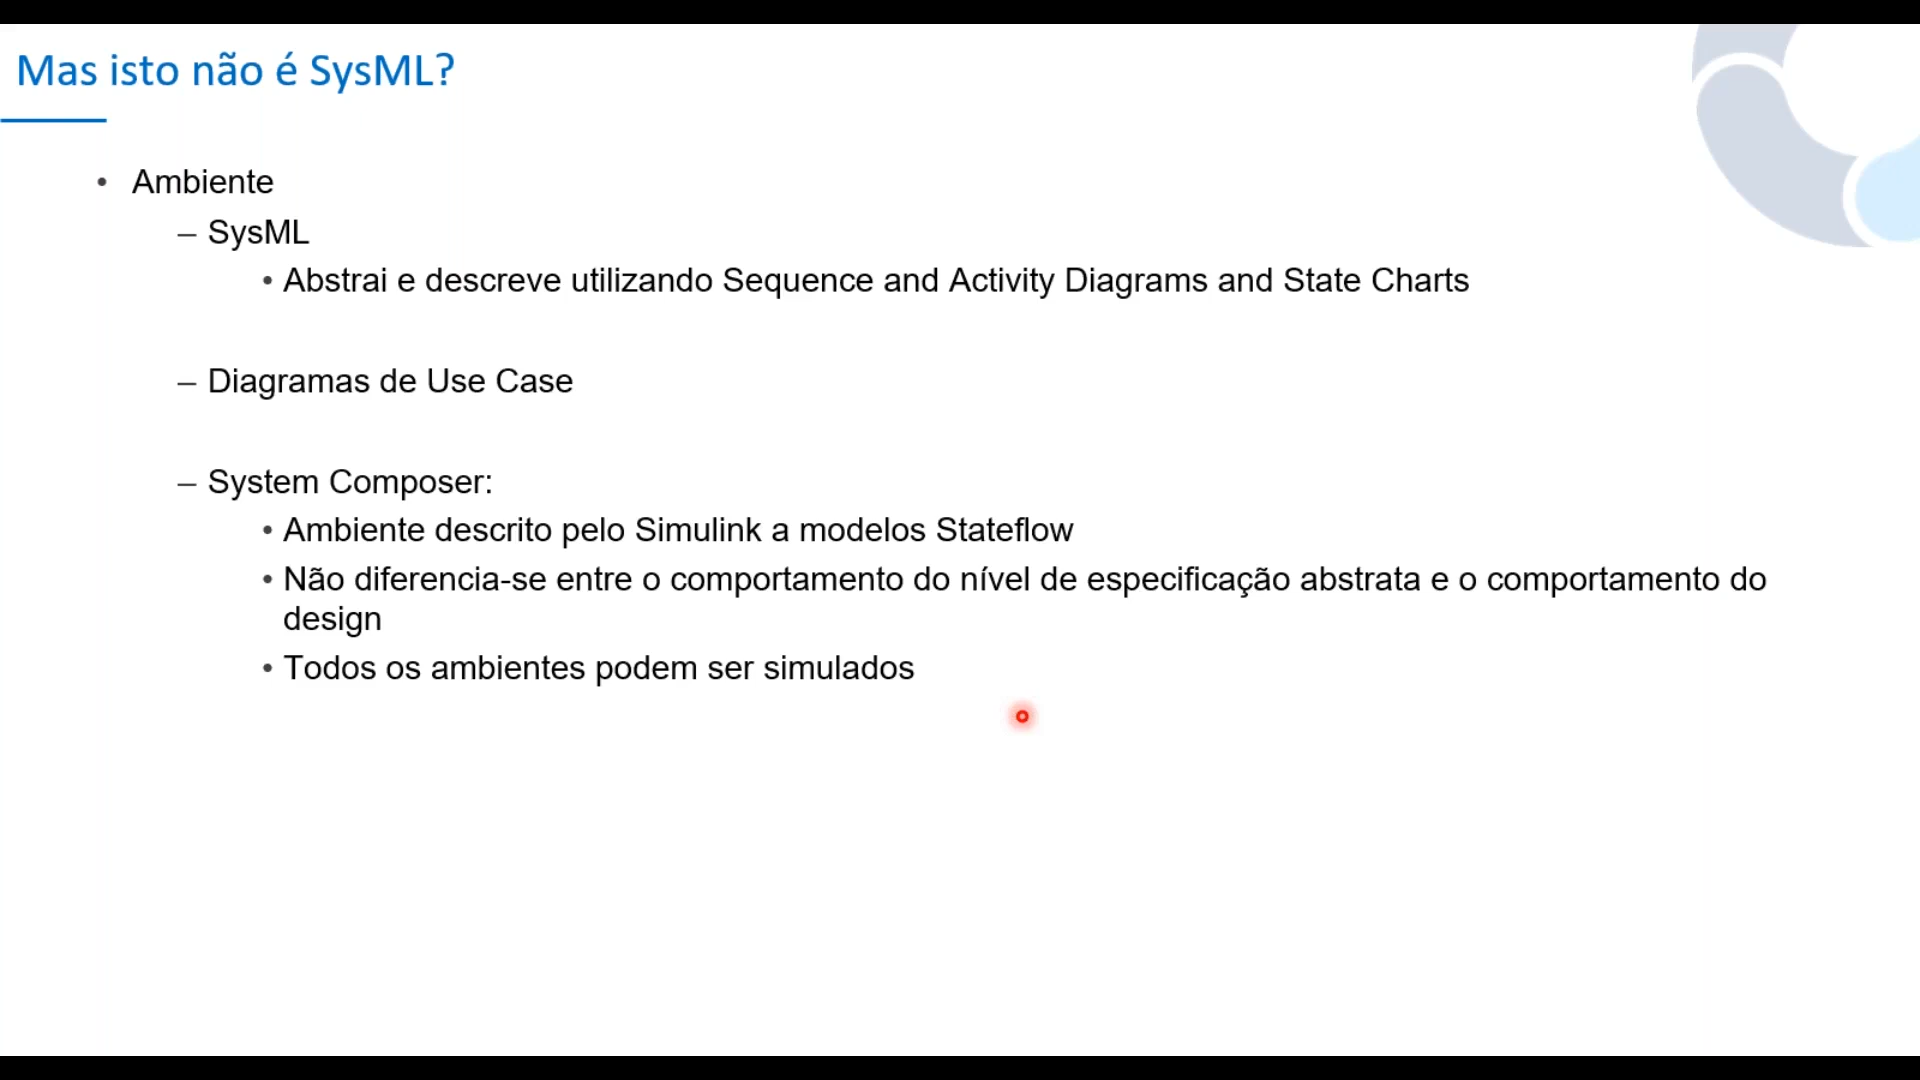 Mas isto não é SysML?
• Ambiente
– SysML
• Abstrai e descreve utilizando Sequence and Activity Diagrams and State Charts
– Diagramas de Use Case
– System Composer:
• Ambiente descrito pelo Simulink a modelos Stateflow
• Não diferencia-se entre o comportamento do nível de especificação abstrata e o comportamento do
design
• Todos os ambientes podem ser simulados